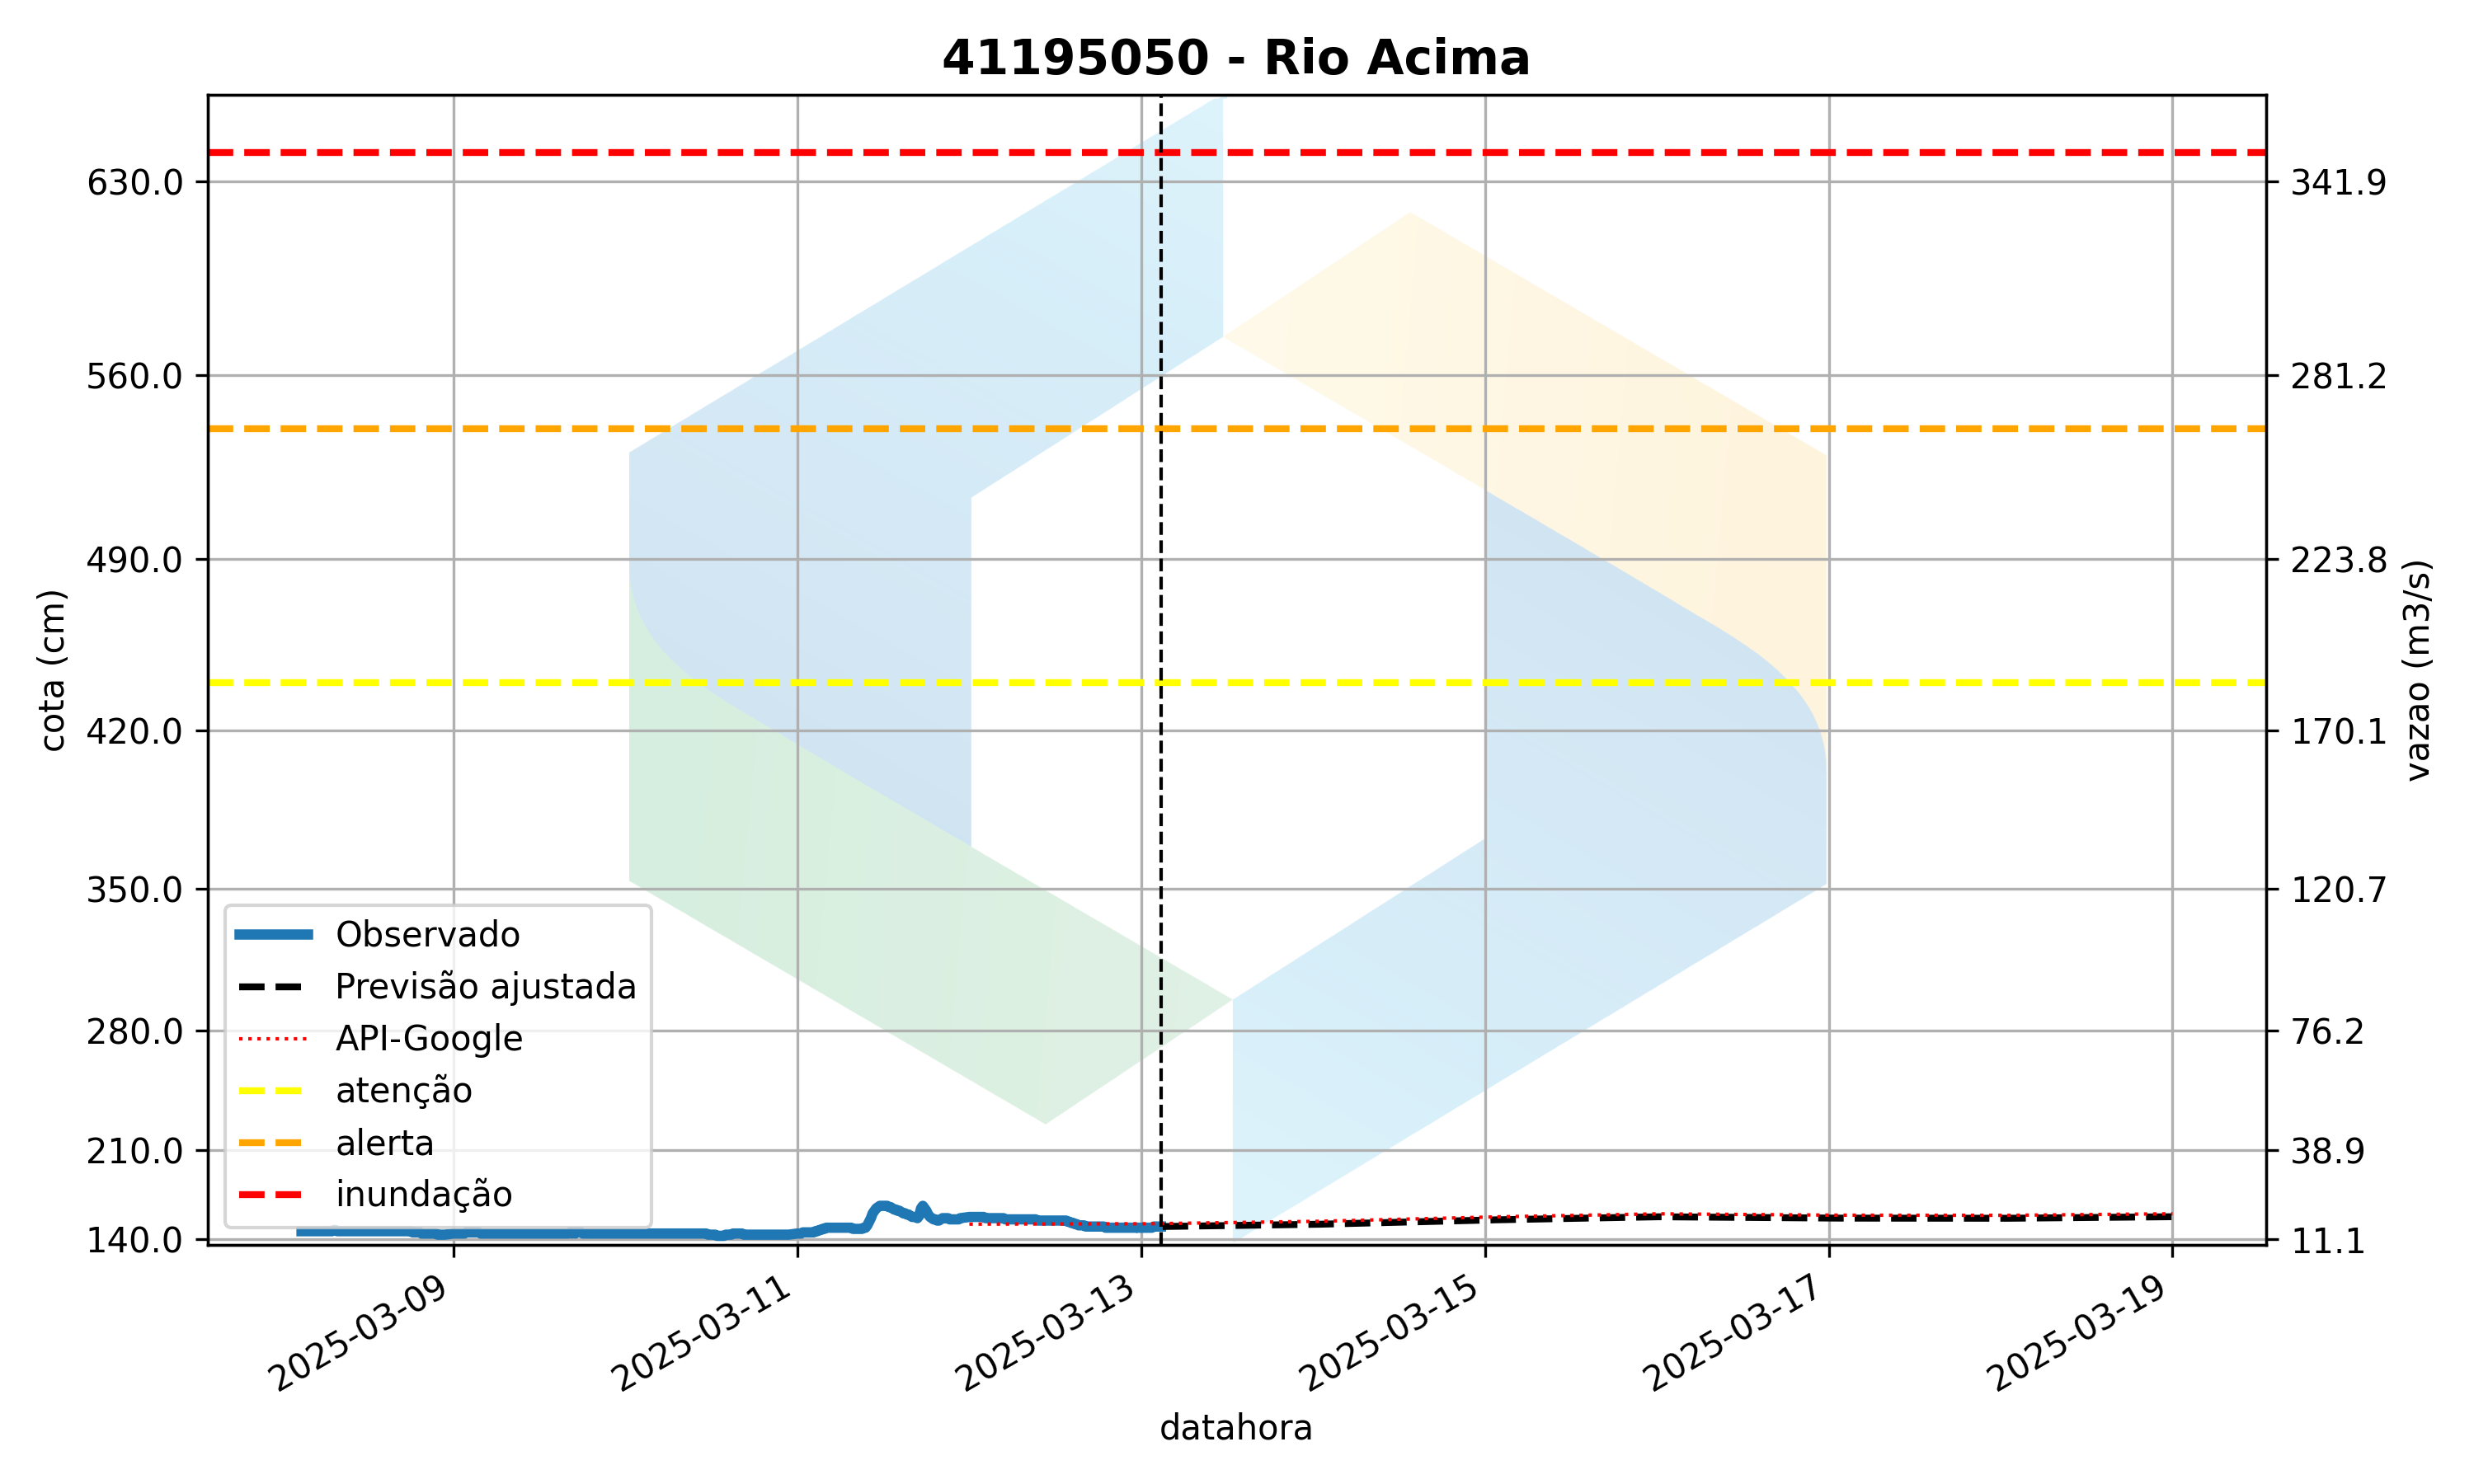 41195050 - Rio Acima
630.0
560.0
490.0
420.0
350.0
280.0
210.0
140.0
cota (cm)
341.9
281.2
223.8
170.1
120.7
76.2
38.9
11.1
vazao (m3/s)
Observado
Previsão ajustada
API-Google
atenção
alerta
inundação
2025-03-09
2025-03-11
2025-03-13
2025-03-15
2025-03-17
2025-03-19
datahora